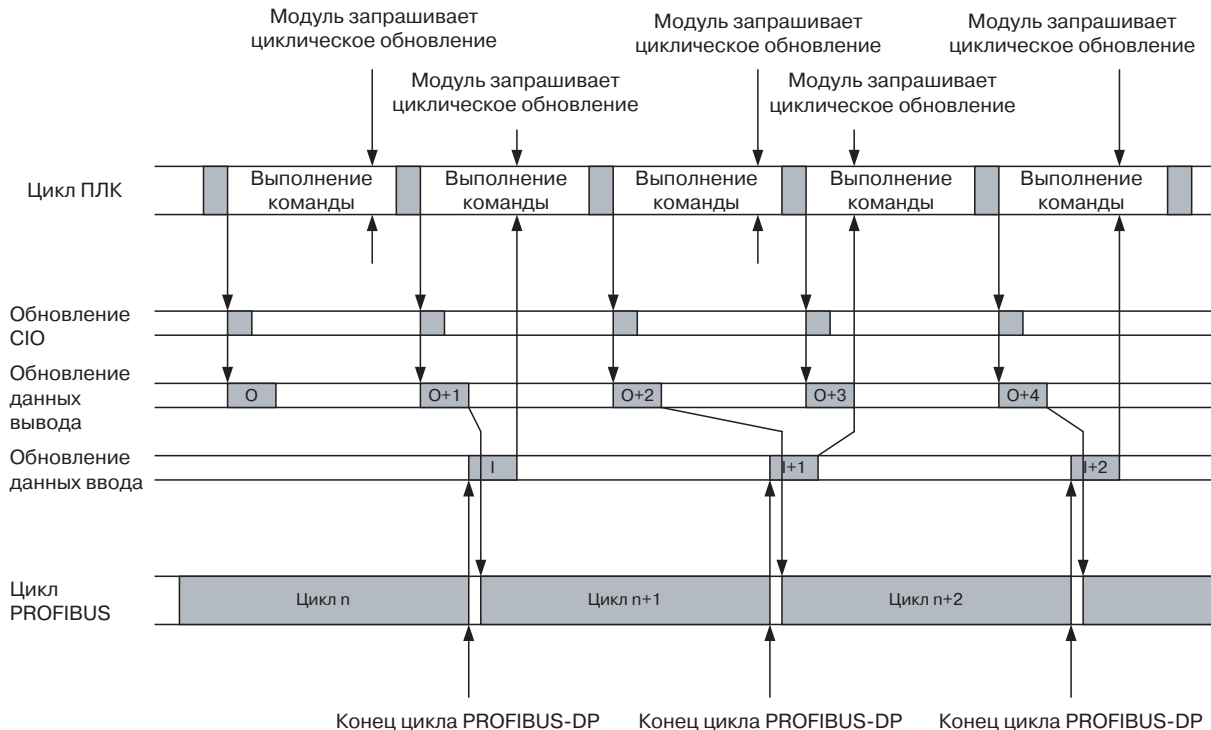 Модуль запрашивает
циклическое обновление
Модуль запрашивает
циклическое обновление
Модуль запрашивает
циклическое обновление
Модуль запрашивает
циклическое обновление
Модуль запрашивает
циклическое обновление
Цикл ПЛК
Выполнение
команды
Выполнение
команды
Выполнение
команды
Выполнение
команды
Выполнение
команды
Обновление
CIO
Обновление
данных
вывода
O
O+1
O+2
O+3
O+4
Обновление
данных ввода
I
I+1
I+2
Цикл
PROFIBUS
Цикл n
Цикл n+1
Цикл n+2
Конец цикла PROFIBUS-DP
Конец цикла PROFIBUS-DP
Конец цикла PROFIBUS-DP